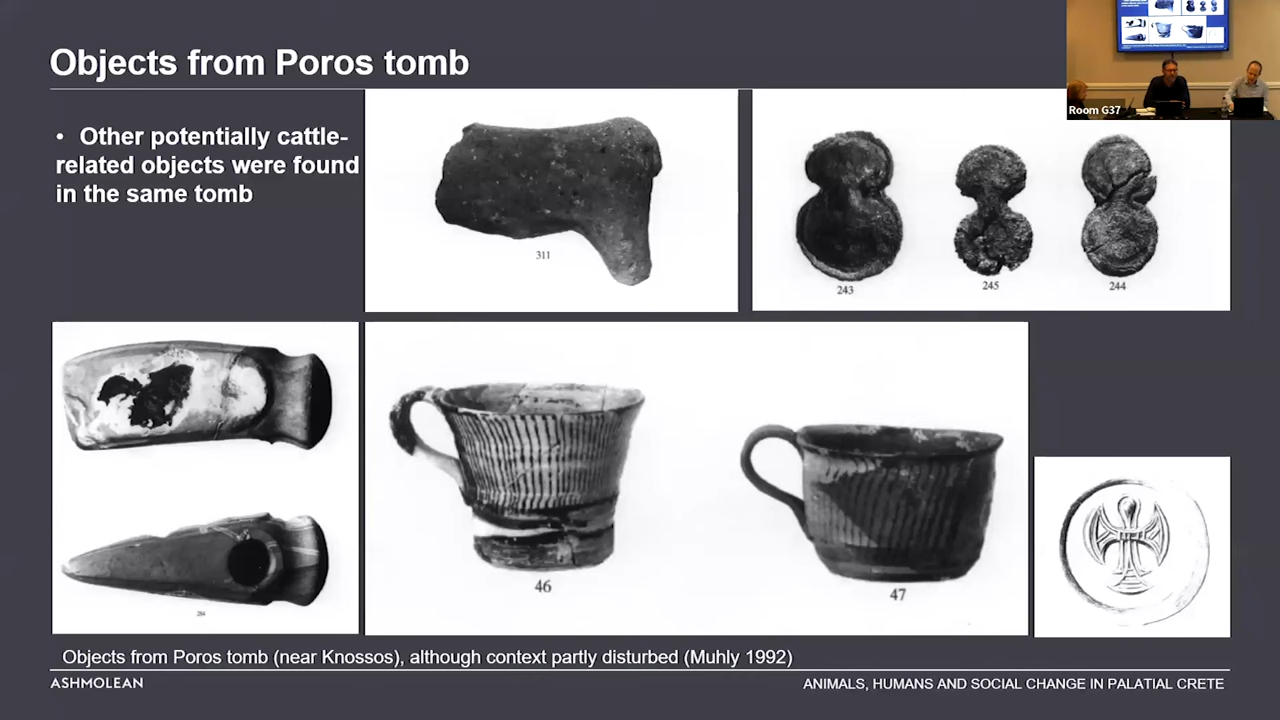 Objects from Poros tomb
Room G37
• Other potentially cattle-
related objects were found
in the same tomb
311
243
245
244
284
46
47
Objects from Poros tomb (near Knossos), although context partly disturbed (Muhly 1992)
ASHMOLEAN
ANIMALS, HUMANS AND SOCIAL CHANGE IN PALATIAL CRETE